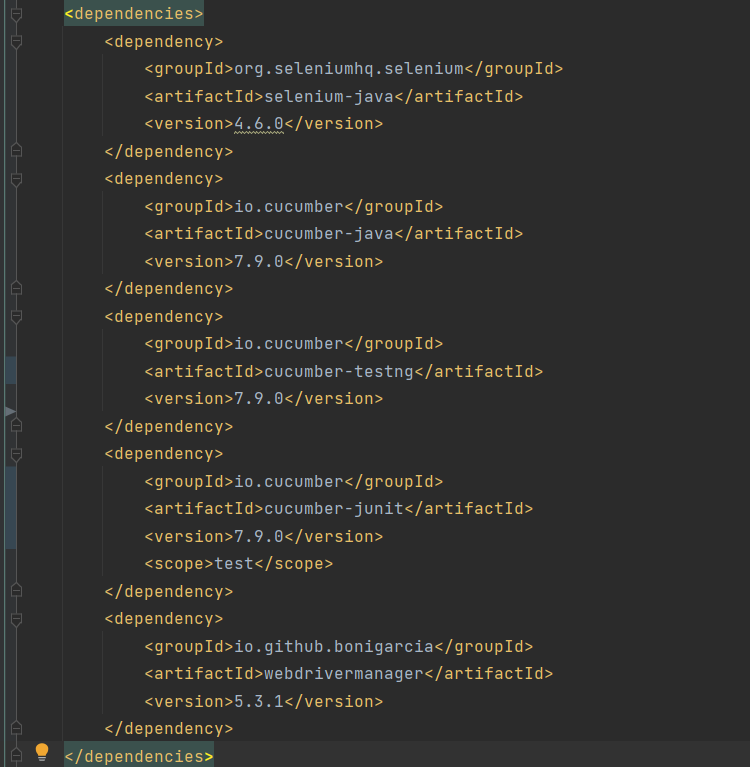 <dependencies>
<dependency>
<groupId>org.seleniumhq.selenium</groupId>
<artifactId>selenium-java</artifactId>
<version>4.6.0</version>
</dependency>
<dependency>
<groupId>io.cucumber</groupId>
<artifactId>cucumber-java</artifactId>
<version>7.9.0</version>
</dependency>
<dependency>
<groupId>io.cucumber</groupId>
<artifactId>cucumber-testng</artifactId>
<version>7.9.0</version>
</dependency>
<dependency>
<groupId>io.cucumber</groupId>
<artifactId>cucumber-junit</artifactId>
<version>7.9.0</version>
<scope>test</scope>
</dependency>
<dependency>
<groupId>io.github.bonigarcia</groupId>
<artifactId>webdrivermanager</artifactId>
<version>5.3.1</version>
</dependency>
</dependencies>